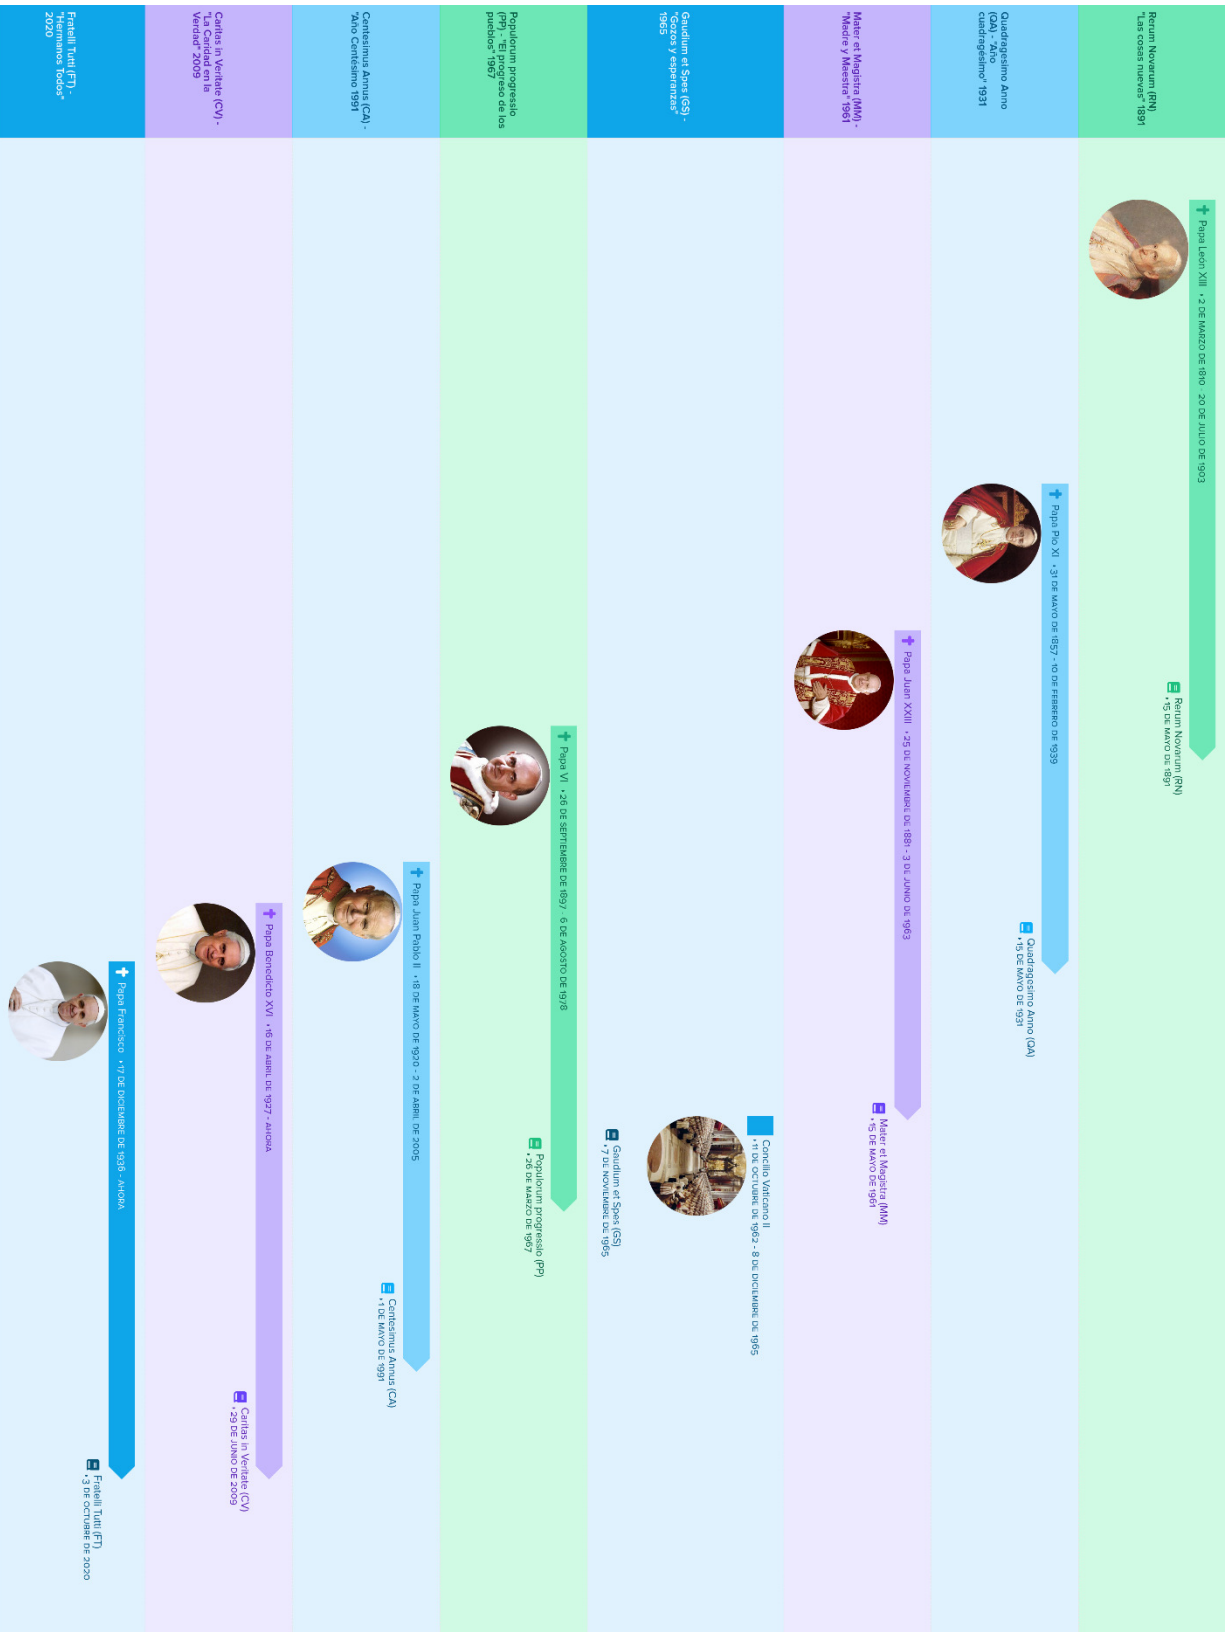 Rerum Novarum (RN)
"Las cosas nuevas" 1891
✝ Papa León XIII • 2 DE MARZO DE 1810 - 20 DE JULIO DE 1903
Rerum Novarum (RN)
• 15 DE MAYO DE 1891
Quadragesimo Anno
(QA) - "Año
cuadragésimo" 1931
✝ Papa Pío XI • 31 DE MAYO DE 1857 - 10 DE FEBRERO DE 1939
Quadragesimo Anno (QA)
• 15 DE MAYO DE 1931
Mater et Magistra (MM) -
"Madre y Maestra" 1961
✝ Papa Juan XXIII • 25 DE NOVIEMBRE DE 1881 - 3 DE JUNIO DE 1963
Mater et Magistra (MM)
• 15 DE MAYO DE 1961
Gaudium et Spes (GS) -
"Gozos y esperanzas"
1965
Concilio Vaticano II
• 11 DE OCTUBRE DE 1962 - 8 DE DICIEMBRE DE 1965
Gaudium et Spes (GS)
• 7 DE NOVIEMBRE DE 1965
Populorum progressio
(PP) - "El progreso de los
pueblos" 1967
✝ Papa VI • 26 DE SEPTIEMBRE DE 1897 - 6 DE AGOSTO DE 1978
Populorum progressio (PP)
• 26 DE MARZO DE 1967
Centesimus Annus (CA) -
"Año Centésimo 1991
✝ Papa Juan Pablo II • 18 DE MAYO DE 1920 - 2 DE ABRIL DE 2005
Centesimus Annus (CA)
• 1 DE MAYO DE 1991
Caritas in Veritate (CV) -
"La Caridad en la
Verdad" 2009
✝ Papa Benedicto XVI • 16 DE ABRIL DE 1927 - AHORA
Caritas in Veritate (CV)
• 29 DE JUNIO DE 2009
Fratelli Tutti (FT) -
"Hermanos Todos"
2020
✝ Papa Francisco • 17 DE DICIEMBRE DE 1936 - AHORA
Fratelli Tutti (FT)
• 3 DE OCTUBRE DE 2020